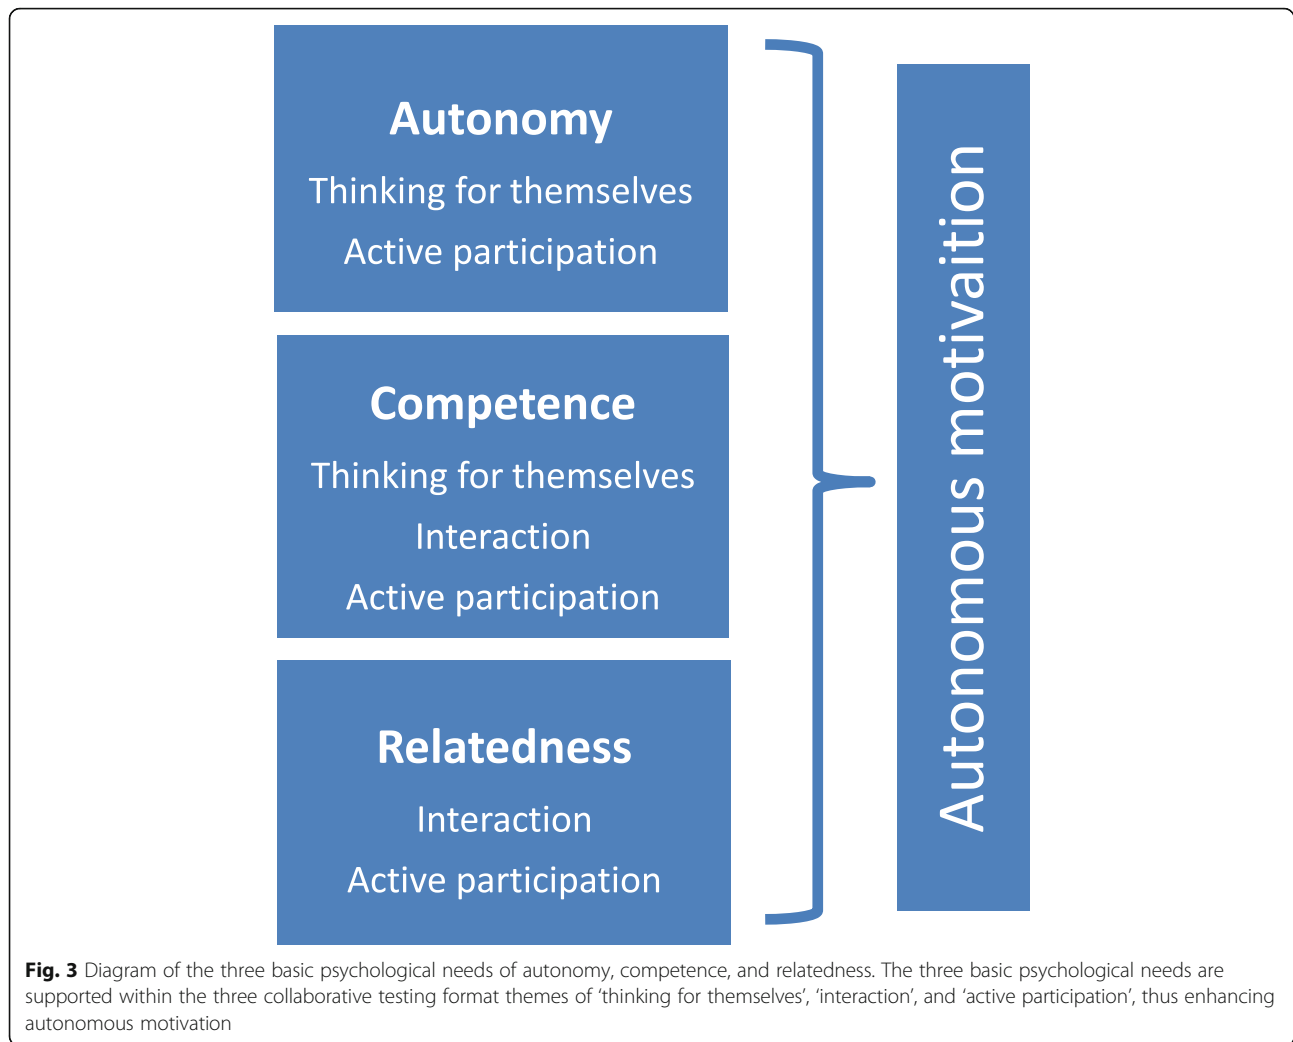 Autonomy
Thinking for themselves
Active participation
Competence
Thinking for themselves
Interaction
Active participation
Relatedness
Interaction
Active participation
Autonomous motivaition
Fig. 3 Diagram of the three basic psychological needs of autonomy, competence, and relatedness. The three basic psychological needs are
supported within the three collaborative testing format themes of ‘thinking for themselves’, ‘interaction’, and ‘active participation’, thus enhancing
autonomous motivation